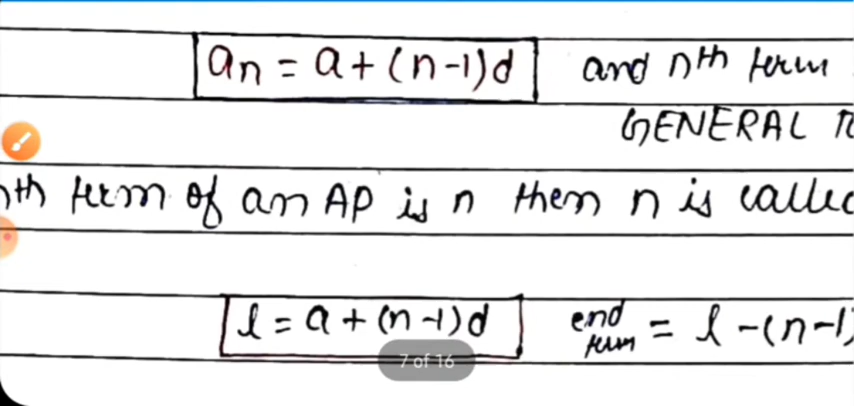 an = a + (n-1)d and nth term
GENERAL
term of an AP is n then n is called
l = a + (n-1)d end term = l - (n-1)
7 of 16